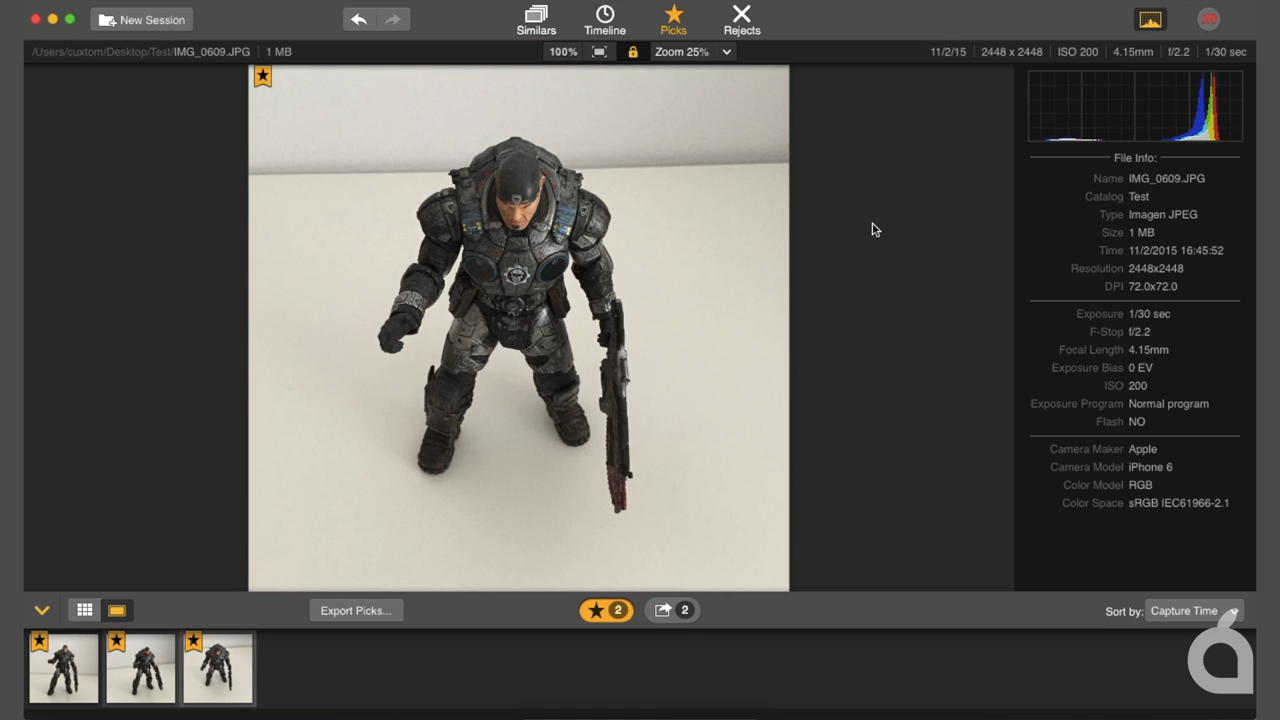 New Session
Similars
Timeline
Picks
Rejects
/Users/cuxtom/Desktop/Test/IMG_0609.JPG | 1 MB
100%
Zoom 25%
11/2/15 | 2448 x 2448 | ISO 200 | 4.15mm | f/2.2 | 1/30 sec
File Info:
Name IMG_0609.JPG
Catalog Test
Type Imagen JPEG
Size 1 MB
Time 11/2/2015 16:45:52
Resolution 2448x2448
DPI 72.0x72.0
Exposure 1/30 sec
F-Stop f/2.2
Focal Length 4.15mm
Exposure Bias 0 EV
ISO 200
Exposure Program Normal program
Flash NO
Camera Maker Apple
Camera Model iPhone 6
Color Model RGB
Color Space sRGB IEC61966-2.1
Export Picks...
2
2
Sort by: Capture Time